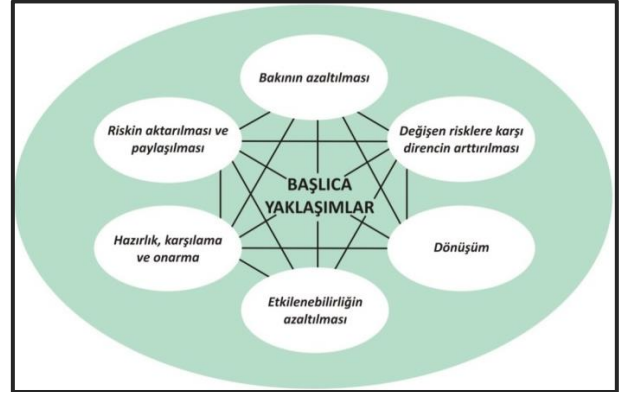 Bakının azaltılması
Riskin aktarılması ve
paylaşılması
Değişen risklere karşı
direncin arttırılması
BAŞLICA
YAKLAŞIMLAR
Hazırlık, karşılama
ve onarma
Dönüşüm
Etkilenebilirliğin
azaltılması